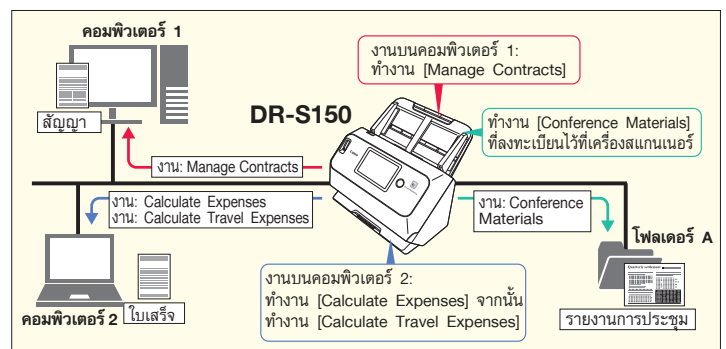 คอมพิวเตอร์ 1
สัญญา
DR-S150
งานบนคอมพิวเตอร์ 1:
ทำงาน [Manage Contracts]
ทำงาน [Conference Materials]
ที่ลงทะเบียนไว้ที่เครื่องสแกนเนอร์
งาน: Manage Contracts
งาน: Calculate Expenses
งาน: Calculate Travel Expenses
งาน: Conference
Materials
โฟลเดอร์ A
คอมพิวเตอร์ 2
ใบเสร็จ
งานบนคอมพิวเตอร์ 2:
ทำงาน [Calculate Expenses] จากนั้น
ทำงาน [Calculate Travel Expenses]
รายงานการประชุม